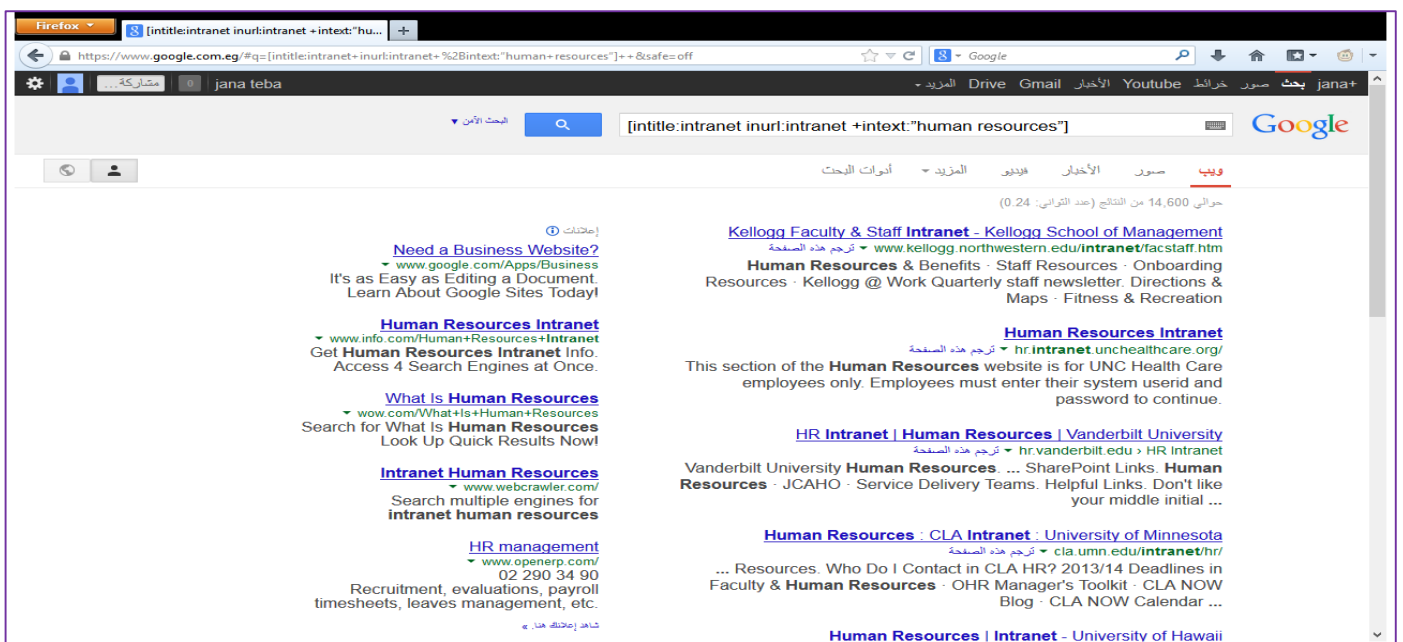 Firefox
[intitle:intranet inurl:intranet +intext:"hu...
https://www.google.com.eg/#q=[intitle:intranet+inurl:intranet+%2Bintext:"human+resources"]++&safe=off
Google
jana+ بحث صور خرائط Youtube الأخبار Gmail Drive المزيد
jana teba 0 مشاركة...
Google
[intitle:intranet inurl:intranet +intext:"human resources"]
البحث الآمن
ويب صور الأخبار فيديو المزيد أدوات البحث
حوالي 14,600 من النتائج (عدد الثواني: 0.24)
Kellogg Faculty & Staff Intranet - Kellogg School of Management
www.kellogg.northwestern.edu/intranet/facstaff.htm ترجم هذه الصفحة
Human Resources & Benefits · Staff Resources · Onboarding
Resources · Kellogg @ Work Quarterly staff newsletter. Directions &
Maps · Fitness & Recreation
Human Resources Intranet
hr.intranet.unchealthcare.org/ ترجم هذه الصفحة
This section of the Human Resources website is for UNC Health Care
employees only. Employees must enter their system userid and
password to continue.
HR Intranet | Human Resources | Vanderbilt University
hr.vanderbilt.edu › HR Intranet ترجم هذه الصفحة
Vanderbilt University Human Resources. ... SharePoint Links. Human
Resources · JCAHO · Service Delivery Teams. Helpful Links. Don't like
your middle initial ...
Human Resources : CLA Intranet : University of Minnesota
cla.umn.edu/intranet/hr/ ترجم هذه الصفحة
... Resources. Who Do I Contact in CLA HR? 2013/14 Deadlines in
Faculty & Human Resources · OHR Manager's Toolkit · CLA NOW
Blog · CLA NOW Calendar ...
Human Resources | Intranet - University of Hawaii
إعلانات
Need a Business Website?
www.google.com/Apps/Business
It's as Easy as Editing a Document.
Learn About Google Sites Today!
Human Resources Intranet
www.info.com/Human+Resources+Intranet
Get Human Resources Intranet Info.
Access 4 Search Engines at Once.
What Is Human Resources
wow.com/What+Is+Human+Resources
Search for What Is Human Resources
Look Up Quick Results Now!
Intranet Human Resources
www.webcrawler.com/
Search multiple engines for
intranet human resources
HR management
www.openerp.com/
02 290 34 90
Recruitment, evaluations, payroll
timesheets, leaves management, etc.
شاهد إعلانك هنا. »